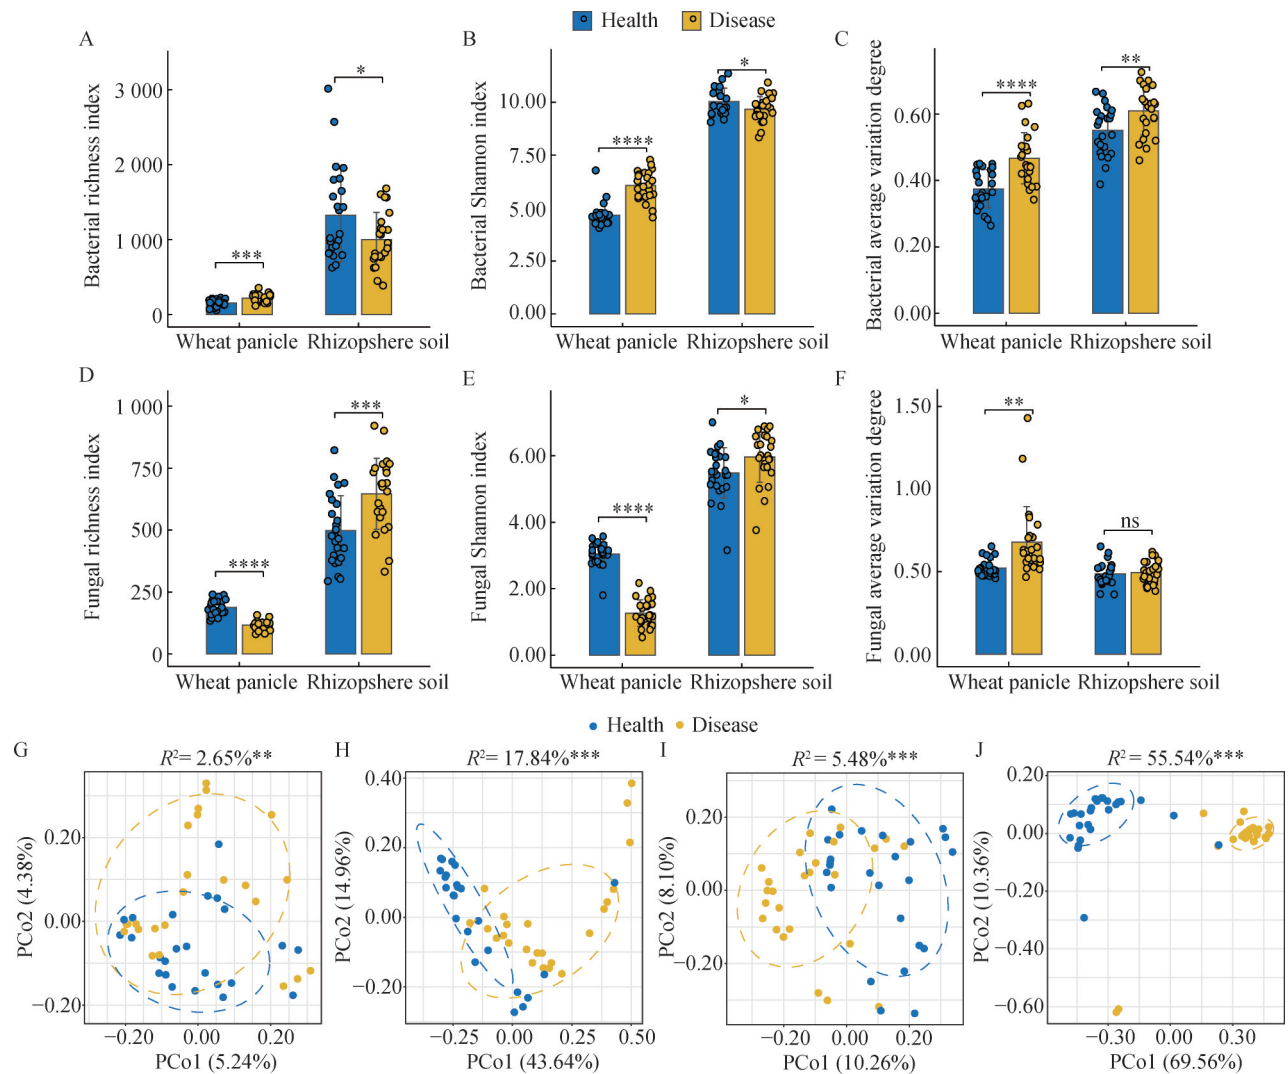 Health Disease
A
Bacterial richness index
3 000
2 000
1 000
0
***
*
Wheat panicle Rhizopshere soil
B
Bacterial Shannon index
10.00
7.50
5.00
2.50
0.00
****
*
Wheat panicle Rhizopshere soil
C
Bacterial average variation degree
0.60
0.40
0.20
0.00
****
**
Wheat panicle Rhizopshere soil
D
Fungal richness index
1 000
750
500
250
0
****
***
Wheat panicle Rhizopshere soil
E
Fungal Shannon index
6.00
4.00
2.00
0.00
****
*
Wheat panicle Rhizopshere soil
F
Fungal average variation degree
1.50
1.00
0.50
0.00
**
ns
Wheat panicle Rhizopshere soil
Health Disease
G
R²= 2.65%**
PCo2 (4.38%)
0.20
0.00
−0.20
−0.20 0.00 0.20
PCo1 (5.24%)
H
R²= 17.84%***
PCo2 (14.96%)
0.40
0.20
0.00
−0.20
−0.25 0.00 0.25 0.50
PCo1 (43.64%)
I
R²= 5.48%***
PCo2 (8.10%)
0.20
0.00
−0.20
−0.20 0.00 0.20
PCo1 (10.26%)
J
R²= 55.54%***
PCo2 (10.36%)
0.20
0.00
−0.20
−0.40
−0.60
−0.30 0.00 0.30
PCo1 (69.56%)